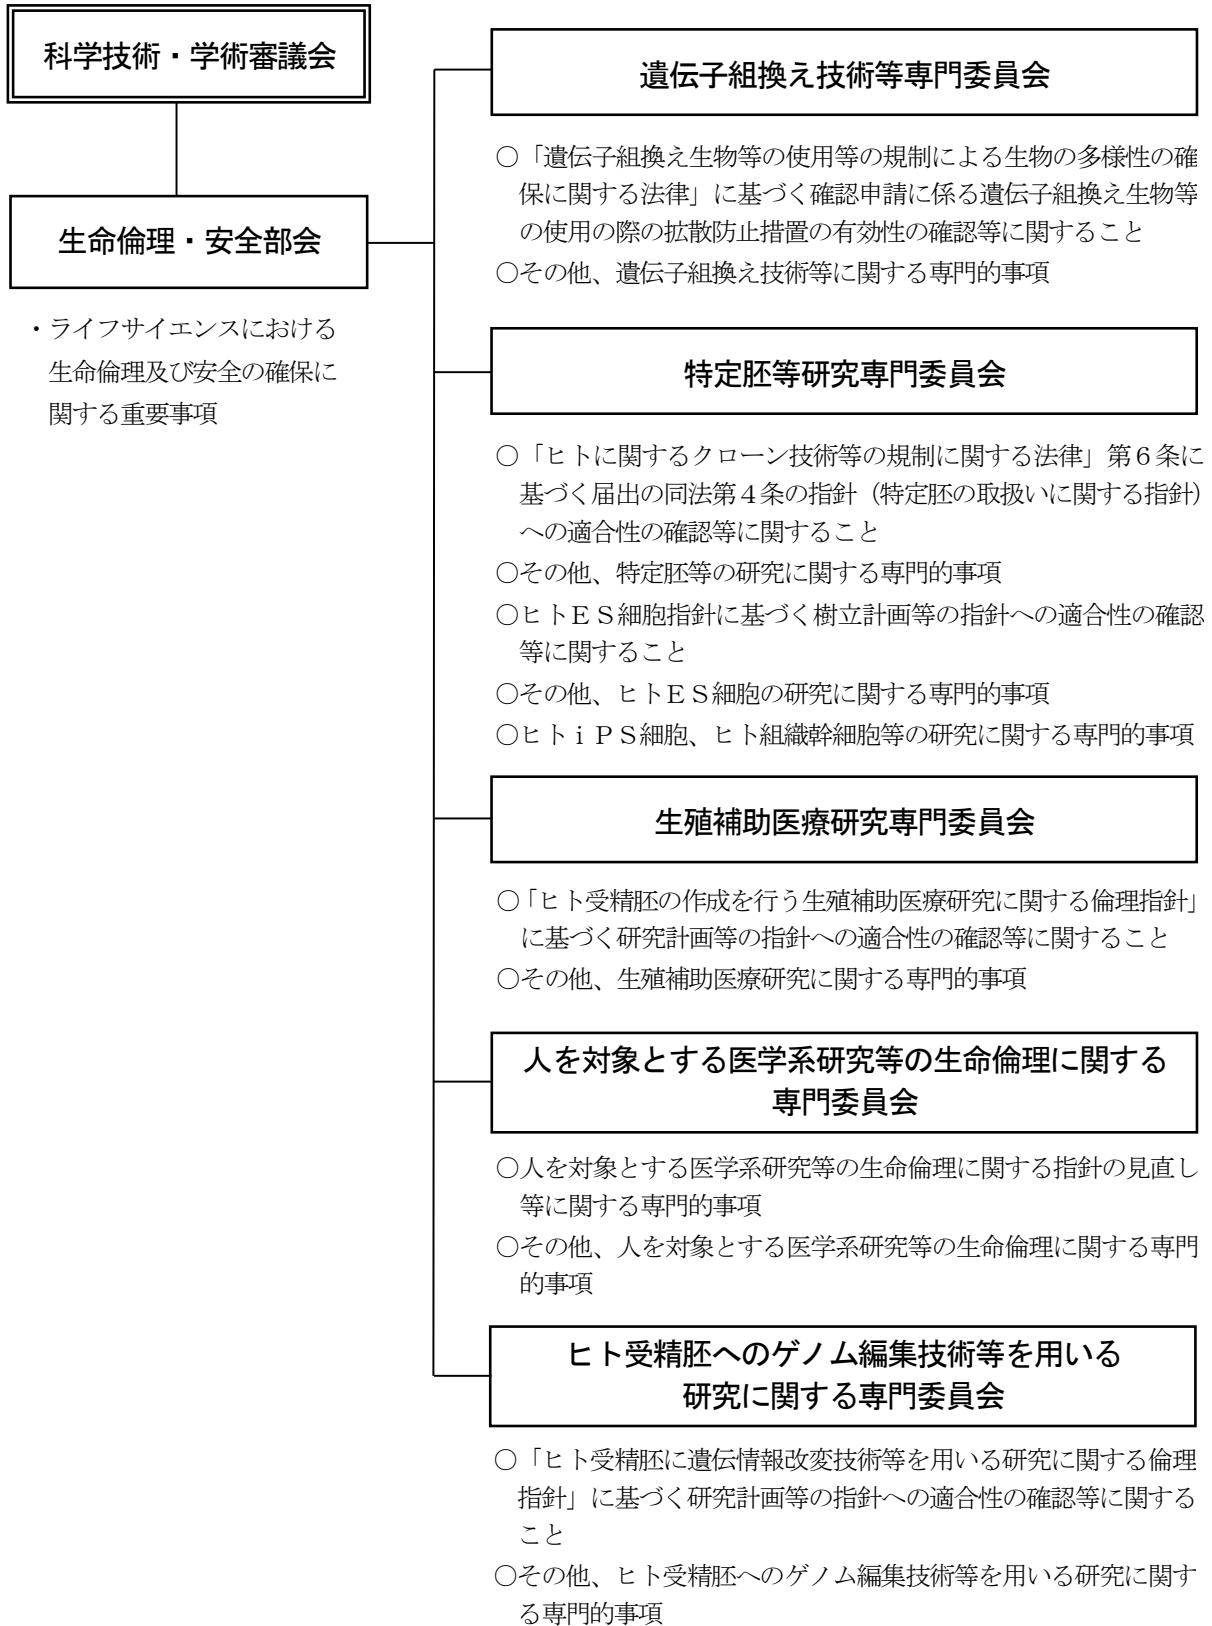 科学技術・学術審議会
生命倫理・安全部会
・ライフサイエンスにおける
生命倫理及び安全の確保に
関する重要事項
遺伝子組換え技術等専門委員会
○「遺伝子組換え生物等の使用等の規制による生物の多様性の確
保に関する法律」に基づく確認申請に係る遺伝子組換え生物等
の使用の際の拡散防止措置の有効性の確認等に関すること
○その他、遺伝子組換え技術等に関する専門的事項
特定胚等研究専門委員会
○「ヒトに関するクローン技術等の規制に関する法律」第６条に
基づく届出の同法第４条の指針（特定胚の取扱いに関する指針）
への適合性の確認等に関すること
○その他、特定胚等の研究に関する専門的事項
○ヒトＥＳ細胞指針に基づく樹立計画等の指針への適合性の確認
等に関すること
○その他、ヒトＥＳ細胞の研究に関する専門的事項
○ヒトｉＰＳ細胞、ヒト組織幹細胞等の研究に関する専門的事項
生殖補助医療研究専門委員会
○「ヒト受精胚の作成を行う生殖補助医療研究に関する倫理指針」
に基づく研究計画等の指針への適合性の確認等に関すること
○その他、生殖補助医療研究に関する専門的事項
人を対象とする医学系研究等の生命倫理に関する
専門委員会
○人を対象とする医学系研究等の生命倫理に関する指針の見直し
等に関する専門的事項
○その他、人を対象とする医学系研究等の生命倫理に関する専門
的事項
ヒト受精胚へのゲノム編集技術等を用いる
研究に関する専門委員会
○「ヒト受精胚に遺伝情報改変技術等を用いる研究に関する倫理
指針」に基づく研究計画等の指針への適合性の確認等に関する
こと
○その他、ヒト受精胚へのゲノム編集技術等を用いる研究に関す
る専門的事項